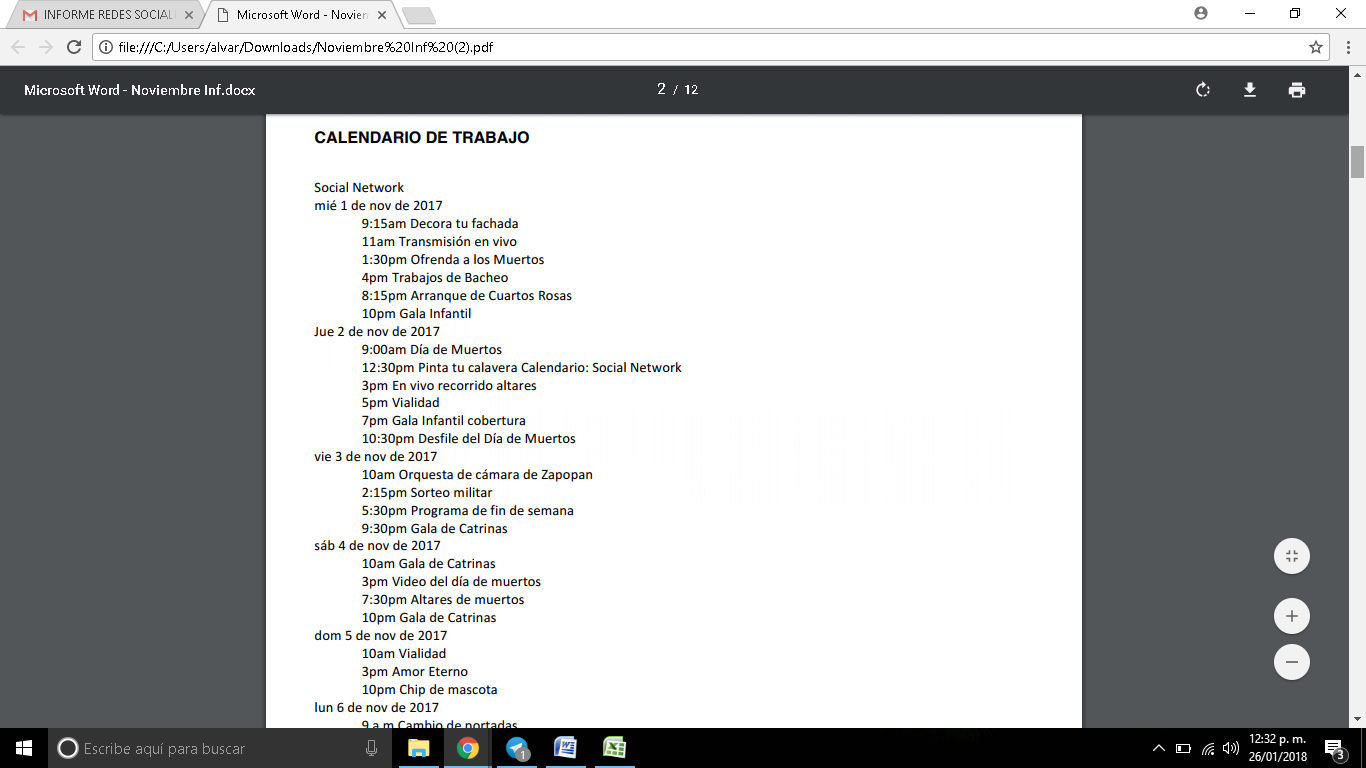 INFORME REDES SOCIAL
Microsoft Word - Noviem
file:///C:/Users/alvar/Downloads/Noviembre%20Inf%20(2).pdf
Microsoft Word - Noviembre Inf.docx
2 / 12
CALENDARIO DE TRABAJO
Social Network
mié 1 de nov de 2017
9:15am Decora tu fachada
11am Transmisión en vivo
1:30pm Ofrenda a los Muertos
4pm Trabajos de Bacheo
8:15pm Arranque de Cuartos Rosas
10pm Gala Infantil
Jue 2 de nov de 2017
9:00am Día de Muertos
12:30pm Pinta tu calavera Calendario: Social Network
3pm En vivo recorrido altares
5pm Vialidad
7pm Gala Infantil cobertura
10:30pm Desfile del Día de Muertos
vie 3 de nov de 2017
10am Orquesta de cámara de Zapopan
2:15pm Sorteo militar
5:30pm Programa de fin de semana
9:30pm Gala de Catrinas
sáb 4 de nov de 2017
10am Gala de Catrinas
3pm Video del día de muertos
7:30pm Altares de muertos
10pm Gala de Catrinas
dom 5 de nov de 2017
10am Vialidad
3pm Amor Eterno
10pm Chip de mascota
lun 6 de nov de 2017
9 a.m Cambio de portadas
Escribe aquí para buscar
1
12:32 p. m.
26/01/2018
3